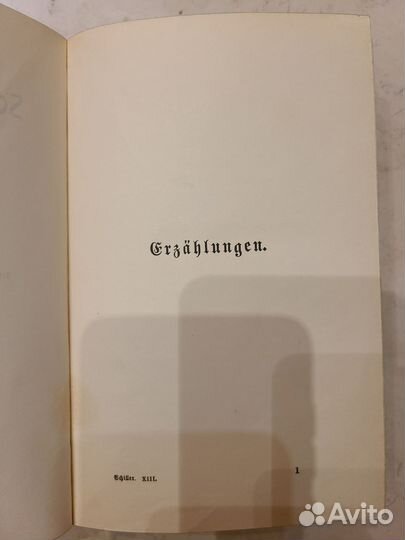 Erzählungen.
Schiller. XIII.
1
Avito